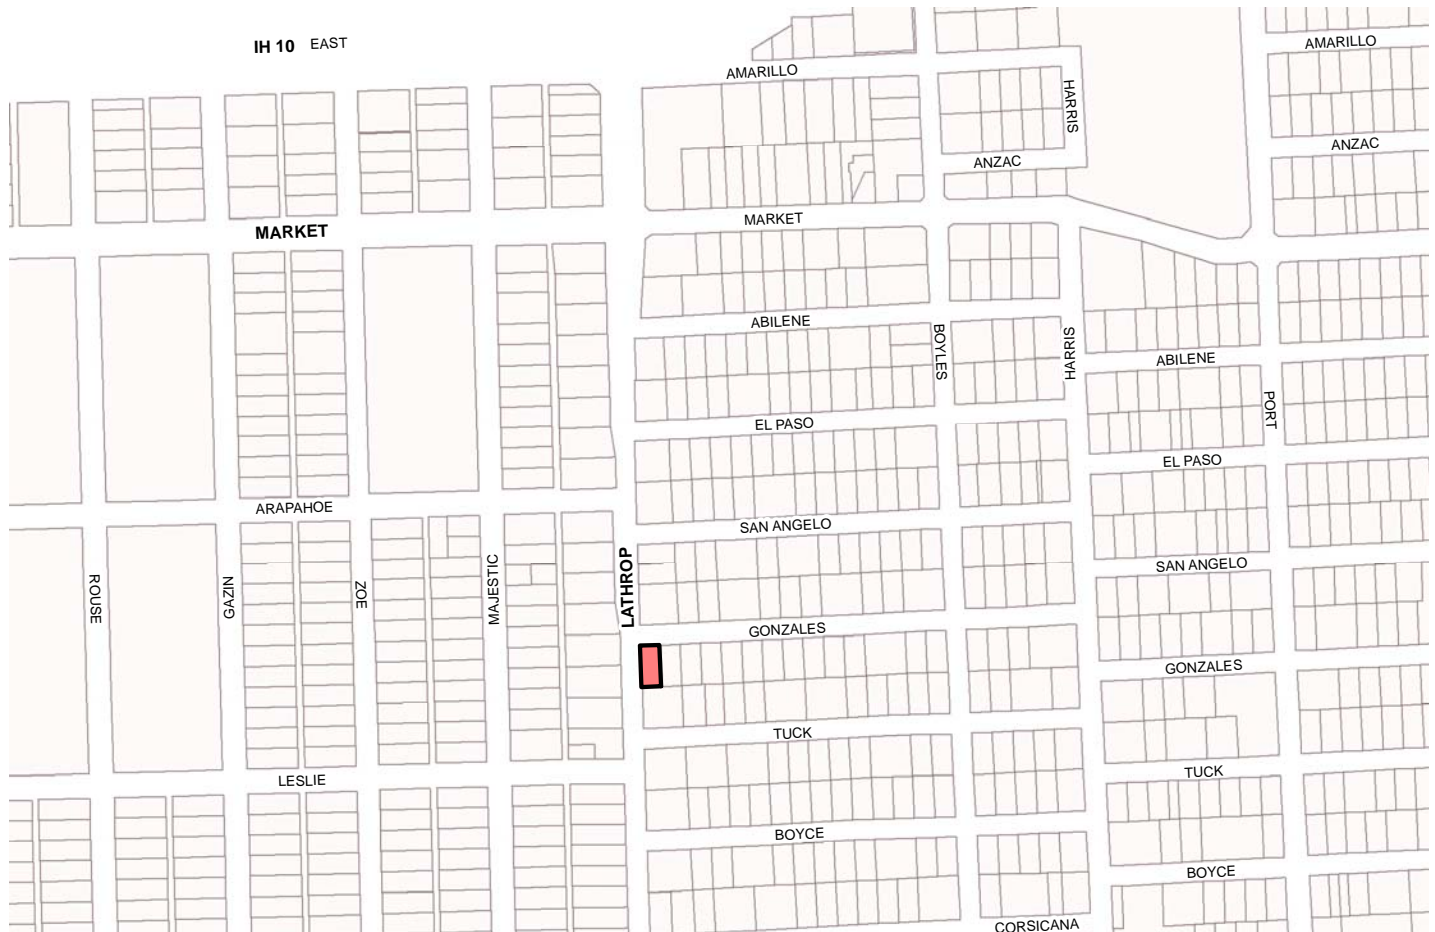 IH 10 EAST
AMARILLO
AMARILLO
HARRIS
ANZAC
ANZAC
MARKET
MARKET
ABILENE
BOYLES
HARRIS
ABILENE
PORT
EL PASO
EL PASO
ARAPAHOE
SAN ANGELO
SAN ANGELO
ROUSE
GAZIN
ZOE
MAJESTIC
LATHROP
GONZALES
GONZALES
TUCK
TUCK
LESLIE
BOYCE
BOYCE
CORSICANA